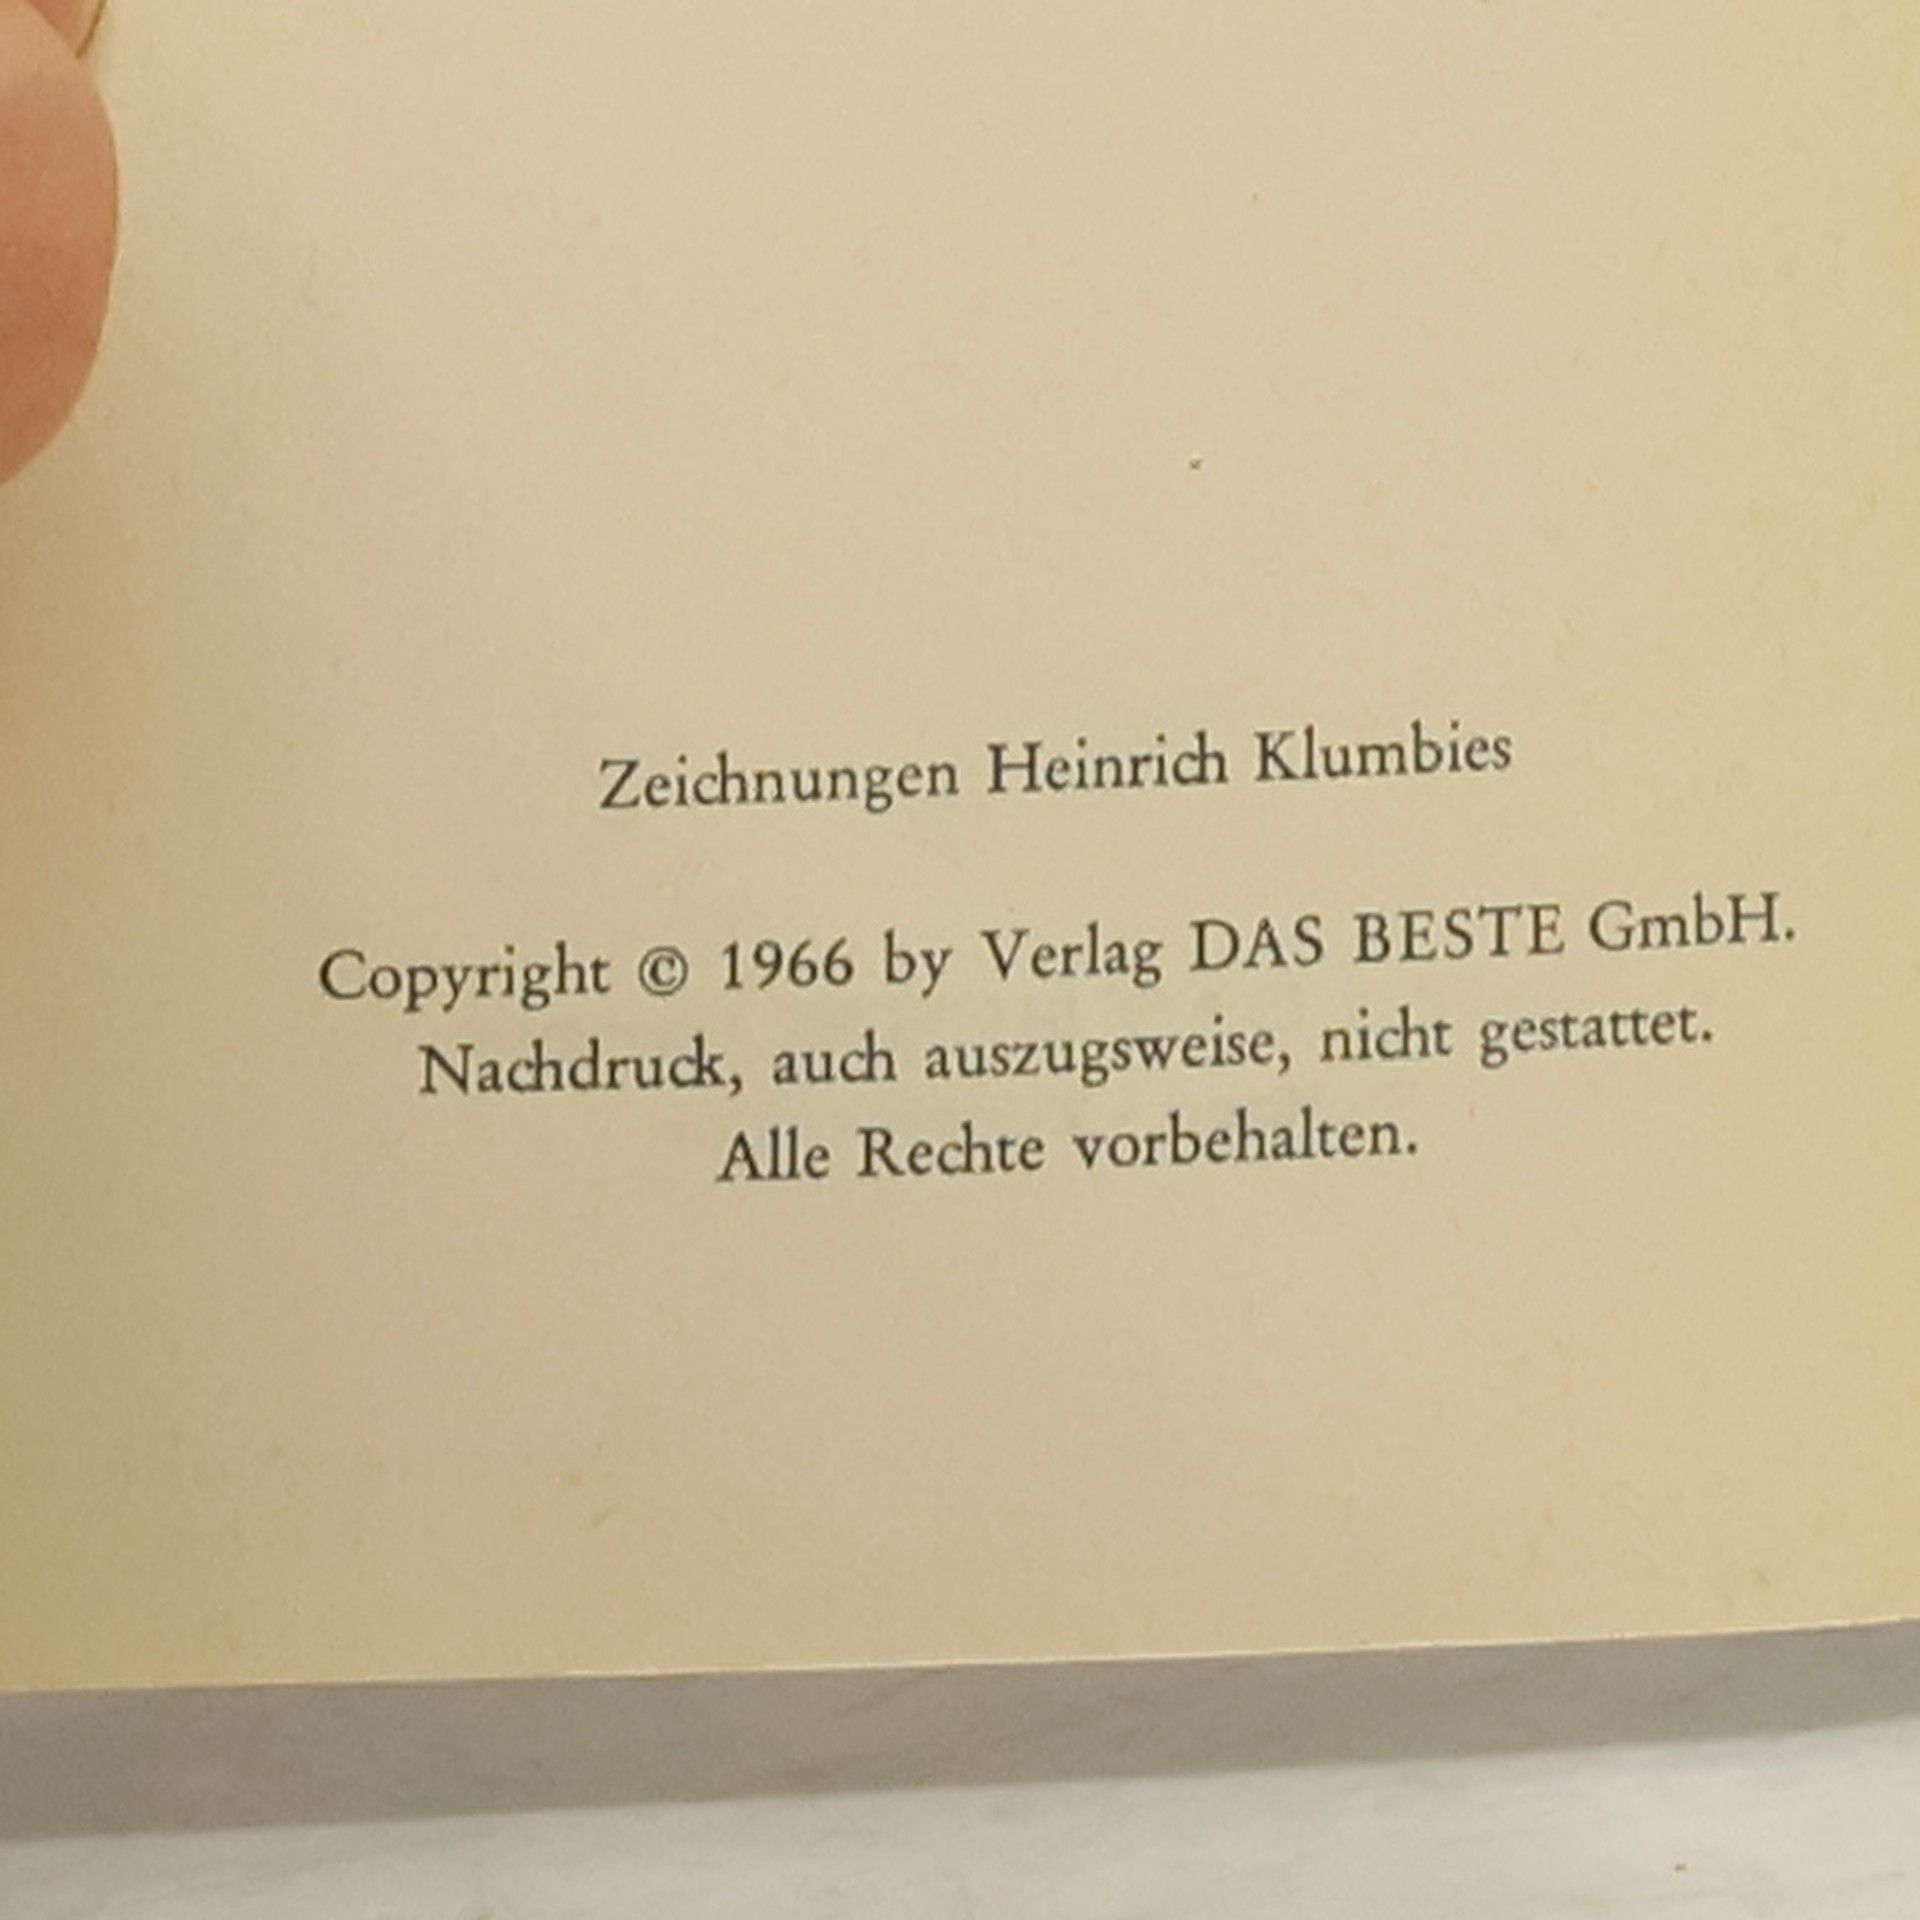 Zeichnungen Heinrich Klumbies
Copyright © 1966 by Verlag DAS BESTE GmbH.
Nachdruck, auch auszugsweise, nicht gestattet.
Alle Rechte vorbehalten.